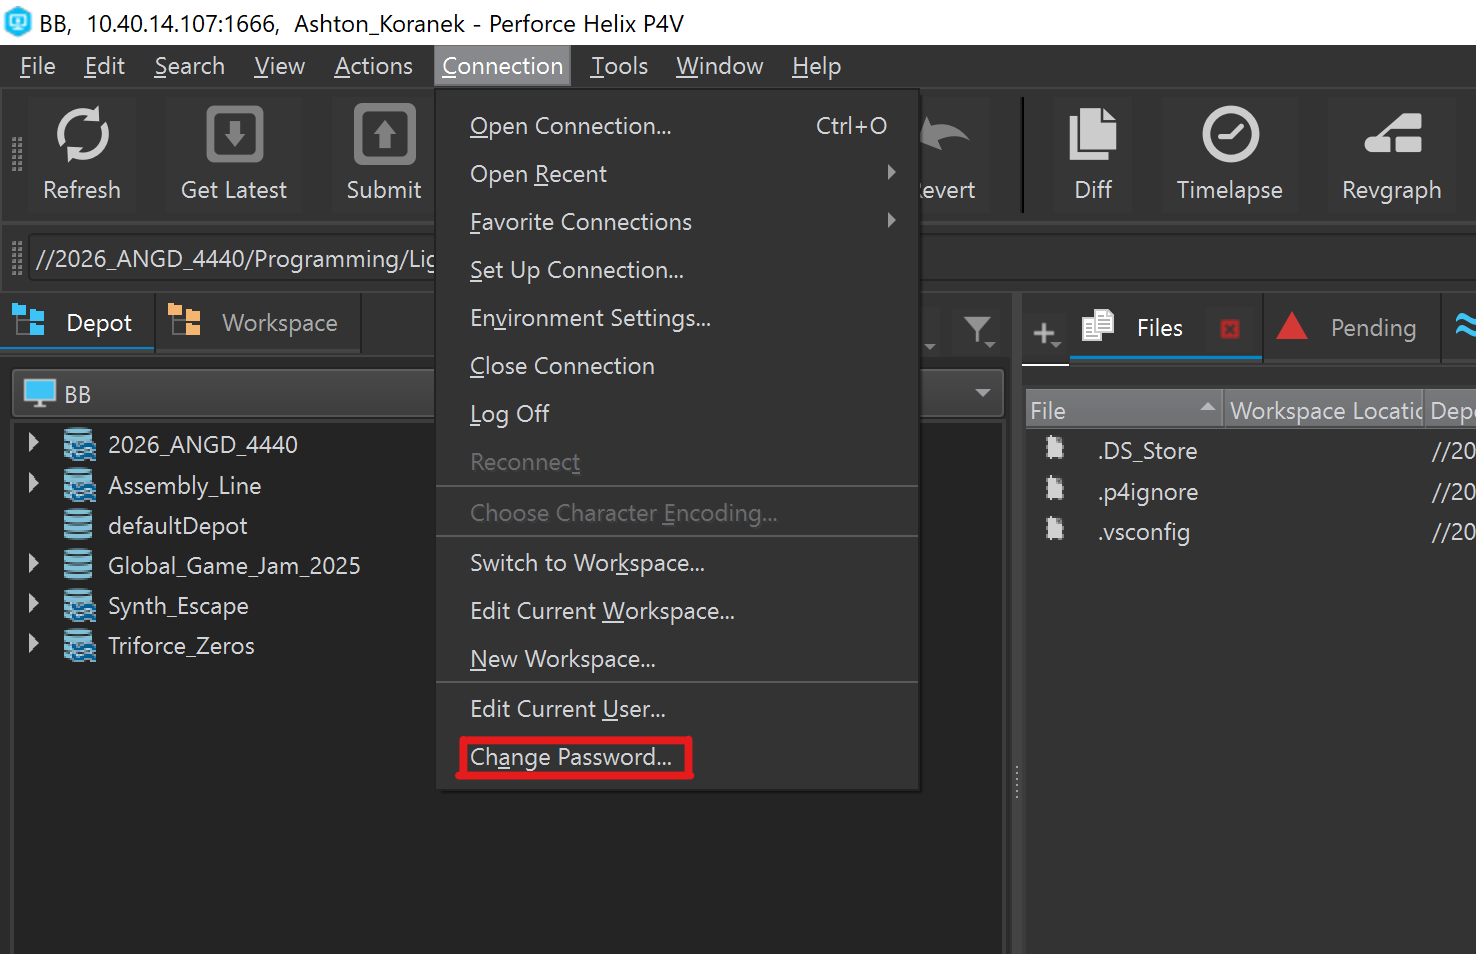 BB, 10.40.14.107:1666, Ashton_Koranek - Perforce Helix P4V
File Edit Search View Actions Connection Tools Window Help
Refresh Get Latest Submit evert Diff Timelapse Revgraph
//2026_ANGD_4440/Programming/Lig
Open Connection... Ctrl+O
Open Recent
Favorite Connections
Set Up Connection...
Environment Settings...
Close Connection
Log Off
Reconnect
Choose Character Encoding...
Switch to Workspace...
Edit Current Workspace...
New Workspace...
Edit Current User...
Change Password...
Depot Workspace
BB
2026_ANGD_4440
Assembly_Line
defaultDepot
Global_Game_Jam_2025
Synth_Escape
Triforce_Zeros
Files Pending
File Workspace Locatio Depo
.DS_Store //20
.p4ignore //20
.vsconfig //20